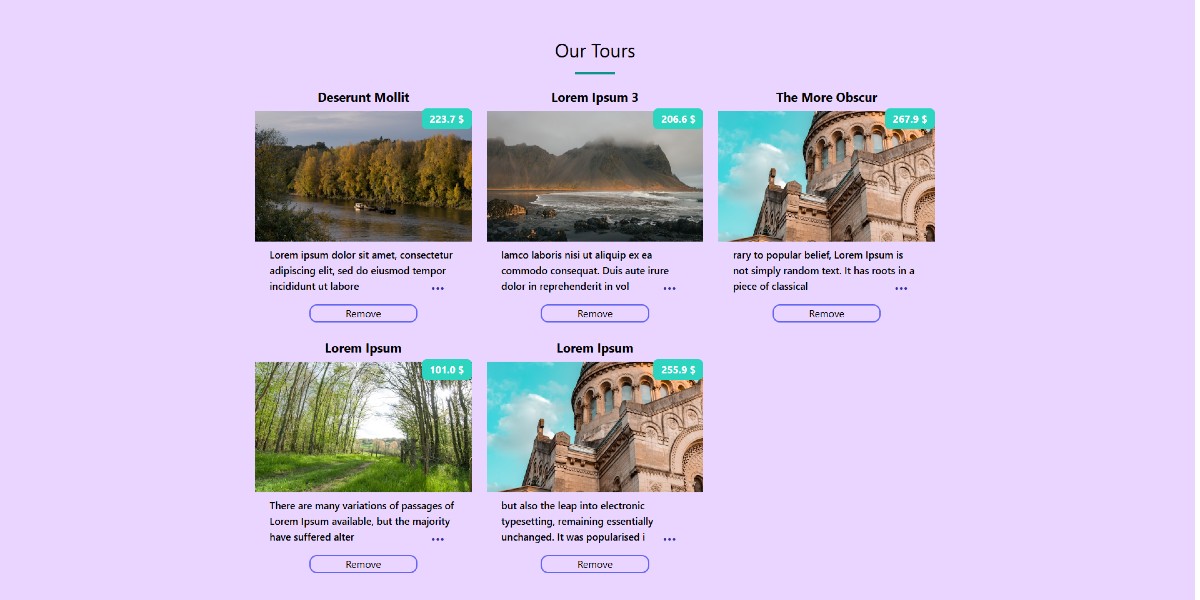 Our Tours
Deserunt Mollit
223.7 $
Lorem ipsum dolor sit amet, consectetur
adipiscing elit, sed do eiusmod tempor
incididunt ut labore ...
Remove
Lorem Ipsum 3
206.6 $
lamco laboris nisi ut aliquip ex ea
commodo consequat. Duis aute irure
dolor in reprehenderit in vol ...
Remove
The More Obscur
267.9 $
rary to popular belief, Lorem Ipsum is
not simply random text. It has roots in a
piece of classical ...
Remove
Lorem Ipsum
101.0 $
There are many variations of passages of
Lorem Ipsum available, but the majority
have suffered alter ...
Remove
Lorem Ipsum
255.9 $
but also the leap into electronic
typesetting, remaining essentially
unchanged. It was popularised i ...
Remove